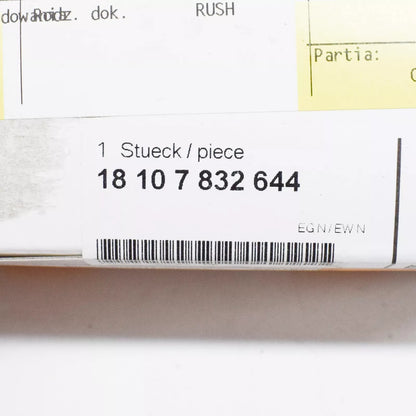 Rodz. dok. RUSH
Partia:
1 Stueck / piece
18 10 7 832 644
EGN/EWN